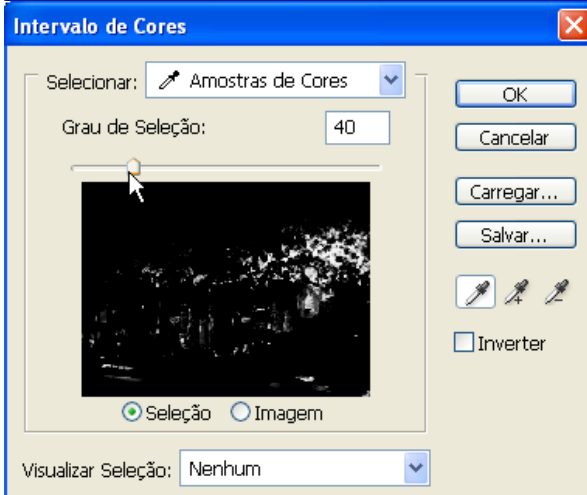 Intervalo de Cores
Selecionar: Amostras de Cores
Grau de Seleção: 40
OK
Cancelar
Carregar...
Salvar...
Inverter
Seleção Imagem
Visualizar Seleção: Nenhum